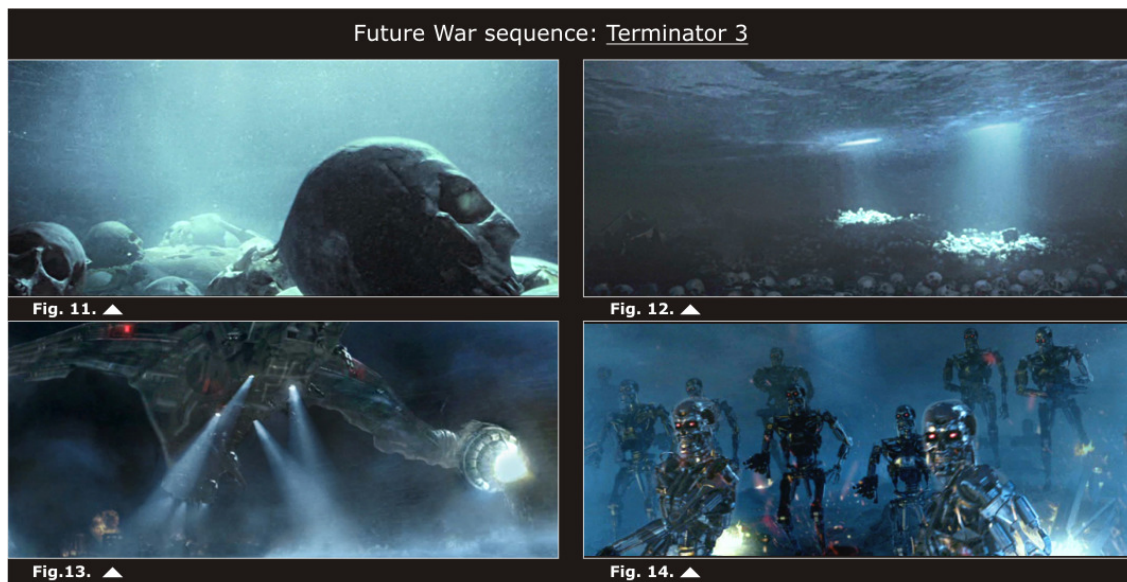 Future War sequence: Terminator 3
Fig. 11.
Fig. 12.
Fig.13.
Fig. 14.